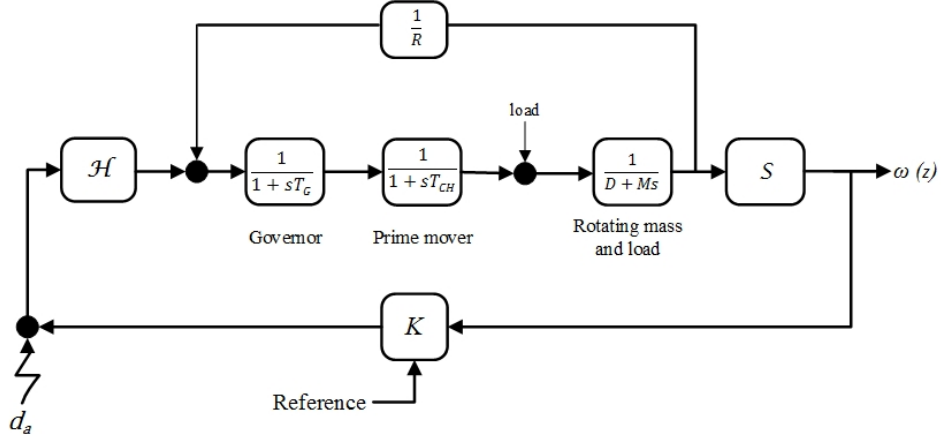 1
R
load
ℋ
1
1 + sT_G
1
1 + sT_CH
1
D + Ms
S
ω (z)
Governor
Prime mover
Rotating mass
and load
K
Reference
d_a